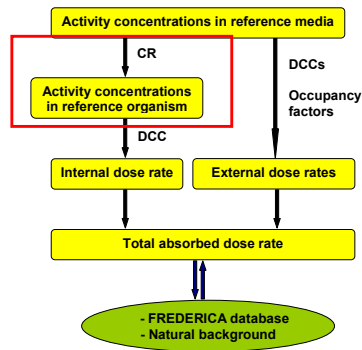 Activity concentrations in reference media
CR
DCCs
Activity concentrations
in reference organism
Occupancy
factors
DCC
Internal dose rate
External dose rates
Total absorbed dose rate
- FREDERICA database
- Natural background